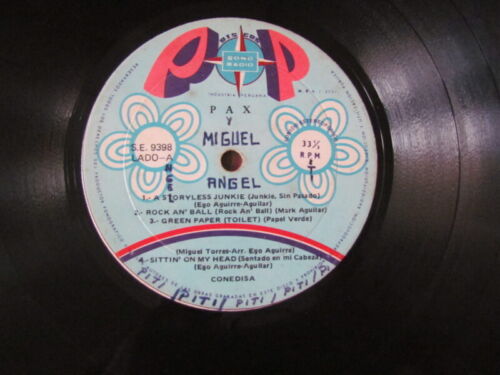 POP
DISCOS
SONO
RADIO
INDUSTRIA PERUANA
PAX
Y
MIGUEL
ANGEL
S.E. 9398
LADO-A
33⅓
R.P.M
1.- A STORYLESS JUNKIE (Junkie, Sin Pasado)
(Ego Aguirre-Aguilar)
2.- ROCK AN' BALL (Rock An' Ball) (Mark Aguilar)
3.- GREEN PAPER (TOILET) (Papel Verde)
(Miguel Torres-Arr. Ego Aguirre)
4.- SITTIN' ON MY HEAD (Sentado en mi Cabeza)
(Ego Aguirre-Aguilar)
CONEDISA
PITI / PITI / PITI / PITI / PI